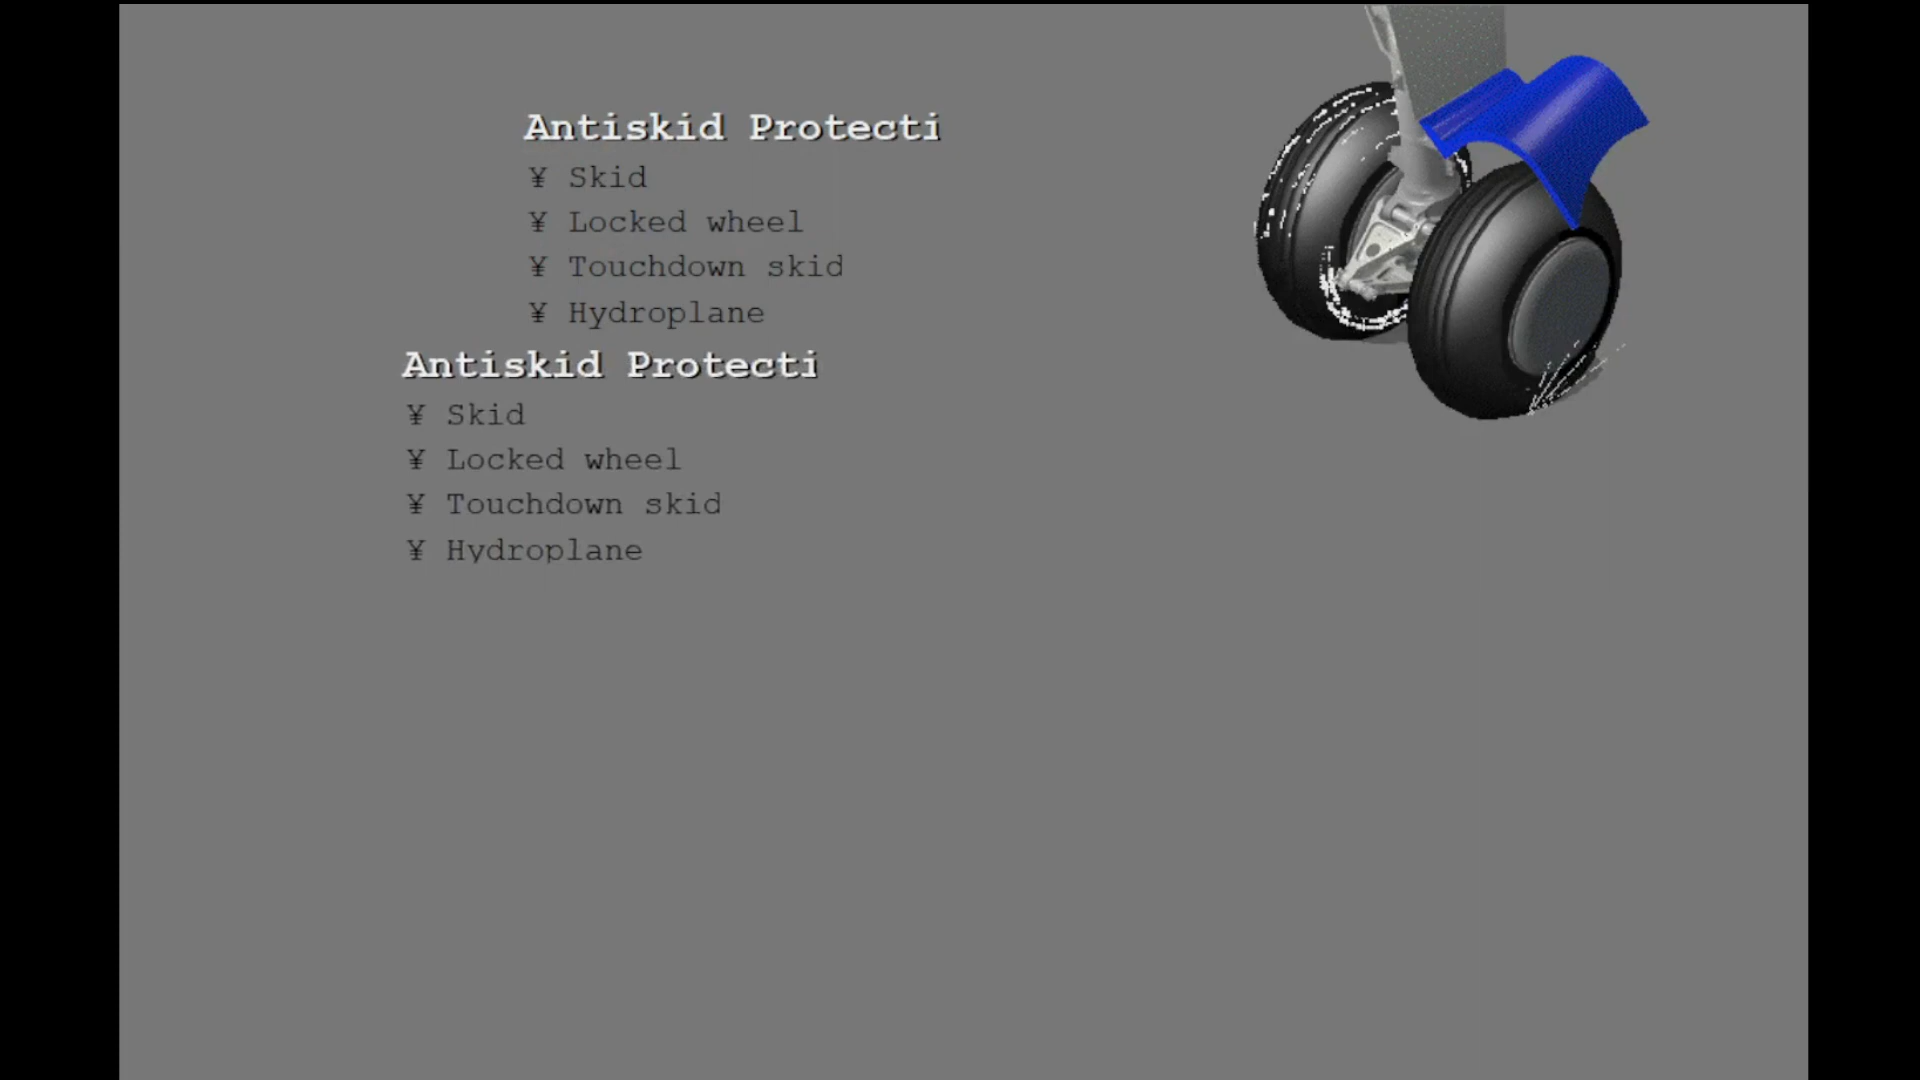 Antiskid Protecti
¥ Skid
¥ Locked wheel
¥ Touchdown skid
¥ Hydroplane
Antiskid Protecti
¥ Skid
¥ Locked wheel
¥ Touchdown skid
¥ Hydroplane